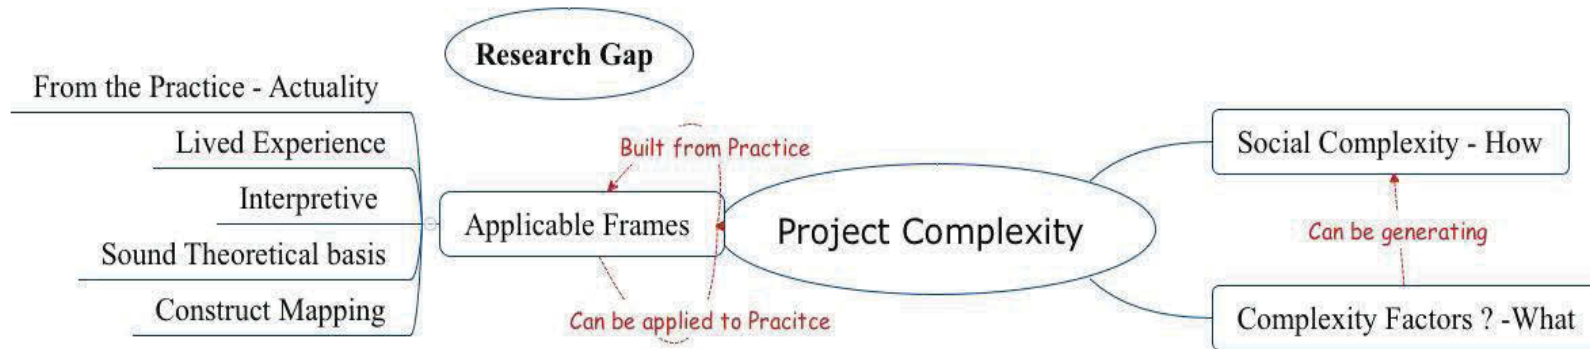 Research Gap
From the Practice - Actuality
Lived Experience
Interpretive
Sound Theoretical basis
Construct Mapping
Built from Practice
Applicable Frames
Can be applied to Pracitce
Project Complexity
Social Complexity - How
Can be generating
Complexity Factors ? -What